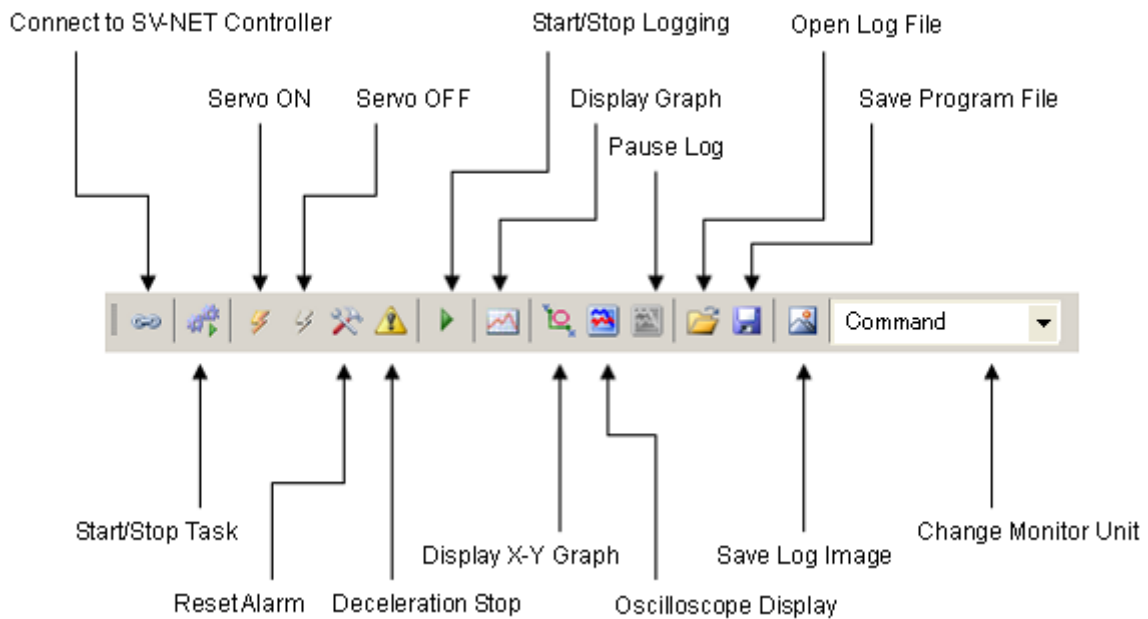 Connect to SV-NET Controller
Start/Stop Logging
Open Log File
Servo ON
Servo OFF
Display Graph
Save Program File
Pause Log
Command
Start/Stop Task
Display X-Y Graph
Save Log Image
Change Monitor Unit
Reset Alarm
Deceleration Stop
Oscilloscope Display